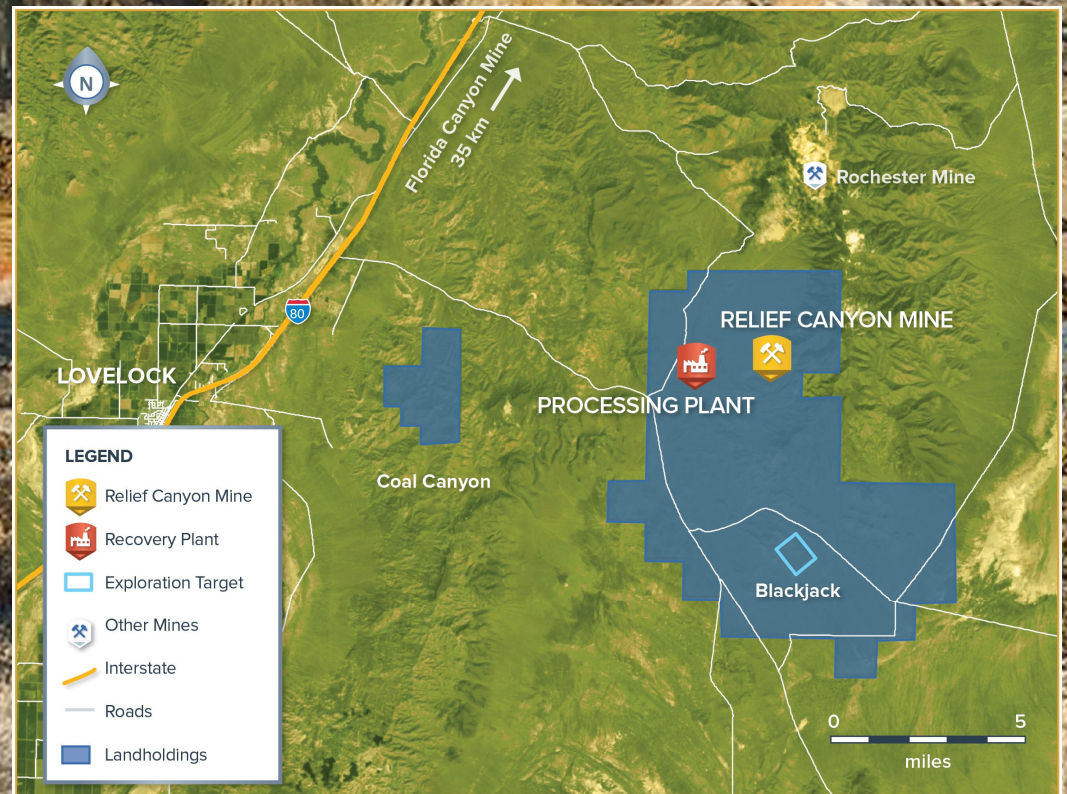 N
Florida Canyon Mine
35 km
Rochester Mine
80
RELIEF CANYON MINE
LOVELOCK
PROCESSING PLANT
Coal Canyon
Blackjack
LEGEND
Relief Canyon Mine
Recovery Plant
Exploration Target
Other Mines
Interstate
Roads
Landholdings
0 5
miles